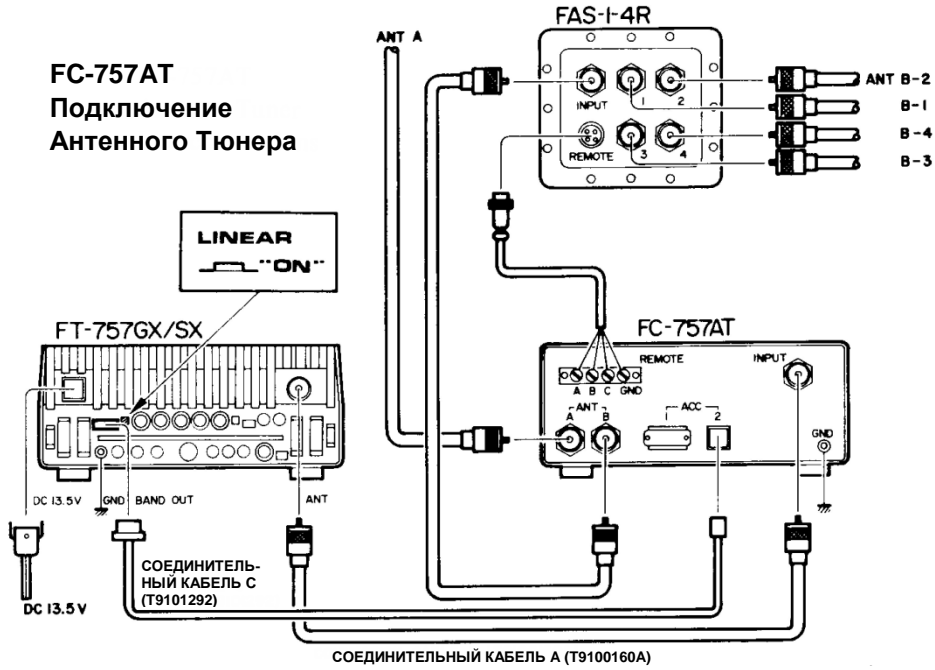 FAS-1-4R
ANT A
FC-757AT
Подключение
Антенного Тюнера
INPUT
1
2
ANT B-2
B-1
B-4
B-3
REMOTE
3
4
LINEAR
"ON"
FT-757GX/SX
FC-757AT
REMOTE
INPUT
A B C GND
ANT
A
B
ACC
2
GND
DC 13.5V
GND
BAND OUT
ANT
СОЕДИНИТЕЛЬ-
НЫЙ КАБЕЛЬ С
(T9101292)
DC 13.5V
СОЕДИНИТЕЛЬНЫЙ КАБЕЛЬ А (T9100160A)